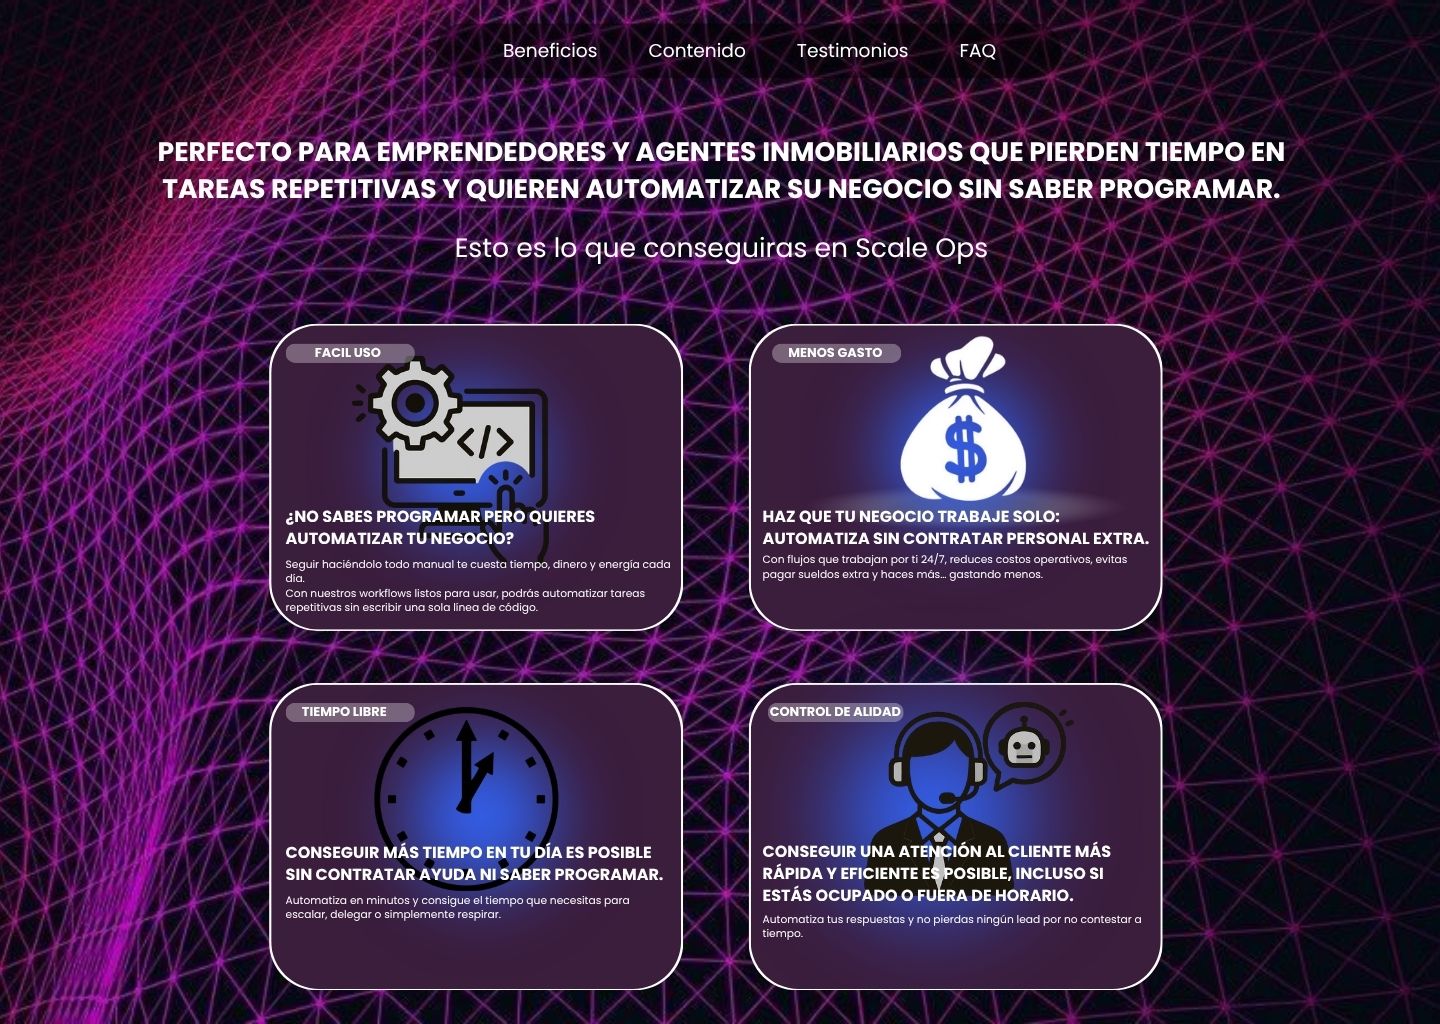 Beneficios Contenido Testimonios FAQ
PERFECTO PARA EMPRENDEDORES Y AGENTES INMOBILIARIOS QUE PIERDEN TIEMPO EN
TAREAS REPETITIVAS Y QUIEREN AUTOMATIZAR SU NEGOCIO SIN SABER PROGRAMAR.
Esto es lo que conseguiras en Scale Ops
FACIL USO
</>
¿NO SABES PROGRAMAR PERO QUIERES
AUTOMATIZAR TU NEGOCIO?
Seguir haciéndolo todo manual te cuesta tiempo, dinero y energía cada
día.
Con nuestros workflows listos para usar, podrás automatizar tareas
repetitivas sin escribir una sola línea de código.
MENOS GASTO
$
HAZ QUE TU NEGOCIO TRABAJE SOLO:
AUTOMATIZA SIN CONTRATAR PERSONAL EXTRA.
Con flujos que trabajan por ti 24/7, reduces costos operativos, evitas
pagar sueldos extra y haces más… gastando menos.
TIEMPO LIBRE
CONSEGUIR MÁS TIEMPO EN TU DÍA ES POSIBLE
SIN CONTRATAR AYUDA NI SABER PROGRAMAR.
Automatiza en minutos y consigue el tiempo que necesitas para
escalar, delegar o simplemente respirar.
CONTROL DE ALIDAD
CONSEGUIR UNA ATENCIÓN AL CLIENTE MÁS
RÁPIDA Y EFICIENTE ES POSIBLE, INCLUSO SI
ESTÁS OCUPADO O FUERA DE HORARIO.
Automatiza tus respuestas y no pierdas ningún lead por no contestar a
tiempo.